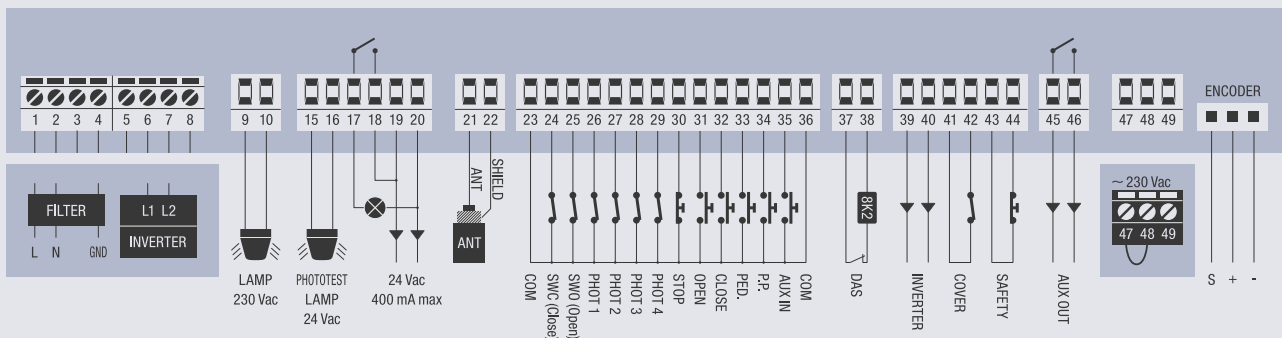 ENCODER
1 2 3 4 5 6 7 8
9 10
15 16 17 18 19 20
21 22
23 24 25 26 27 28 29 30 31 32 33 34 35 36
37 38
39 40 41 42 43 44
45 46
47 48 49
FILTER
L N GND
L1 L2
INVERTER
LAMP
230 Vac
PHOTOTEST
LAMP
24 Vac
24 Vac
400 mA max
ANT
SHIELD
ANT
COM
SWC (Close)
SWO (Open)
PHOT 1
PHOT 2
PHOT 3
PHOT 4
STOP
OPEN
CLOSE
PED.
P.P.
AUX IN
COM
8K2
DAS
INVERTER
COVER
SAFETY
AUX OUT
~ 230 Vac
47 48 49
S + -